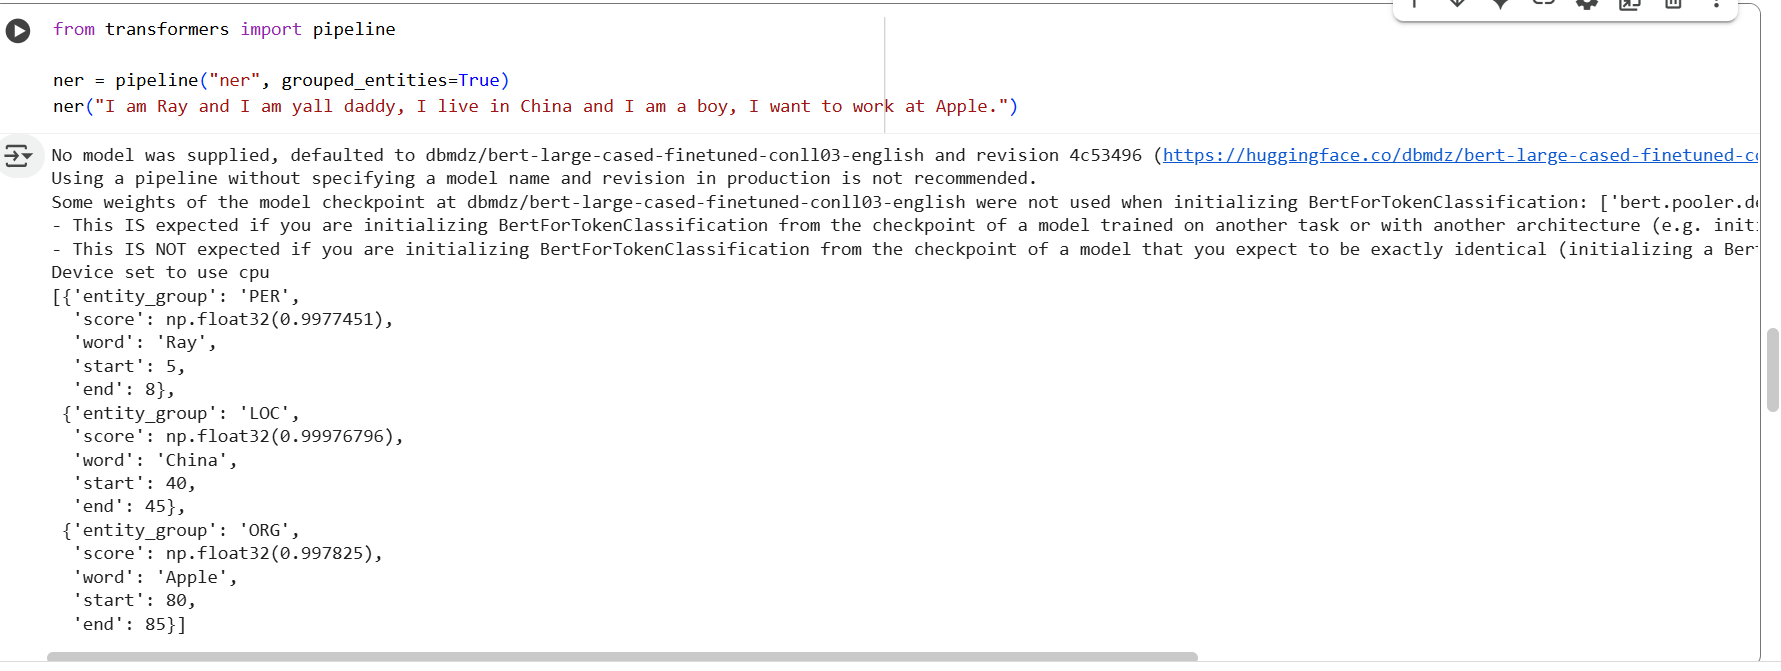 from transformers import pipeline
ner = pipeline("ner", grouped_entities=True)
ner("I am Ray and I am yall daddy, I live in China and I am a boy, I want to work at Apple.")
No model was supplied, defaulted to dbmdz/bert-large-cased-finetuned-conll03-english and revision 4c53496 (https://huggingface.co/dbmdz/bert-large-cased-finetuned-c
Using a pipeline without specifying a model name and revision in production is not recommended.
Some weights of the model checkpoint at dbmdz/bert-large-cased-finetuned-conll03-english were not used when initializing BertForTokenClassification: ['bert.pooler.de
- This IS expected if you are initializing BertForTokenClassification from the checkpoint of a model trained on another task or with another architecture (e.g. init
- This IS NOT expected if you are initializing BertForTokenClassification from the checkpoint of a model that you expect to be exactly identical (initializing a Ber
Device set to use cpu
[{'entity_group': 'PER',
'score': np.float32(0.9977451),
'word': 'Ray',
'start': 5,
'end': 8},
{'entity_group': 'LOC',
'score': np.float32(0.99976796),
'word': 'China',
'start': 40,
'end': 45},
{'entity_group': 'ORG',
'score': np.float32(0.997825),
'word': 'Apple',
'start': 80,
'end': 85}]